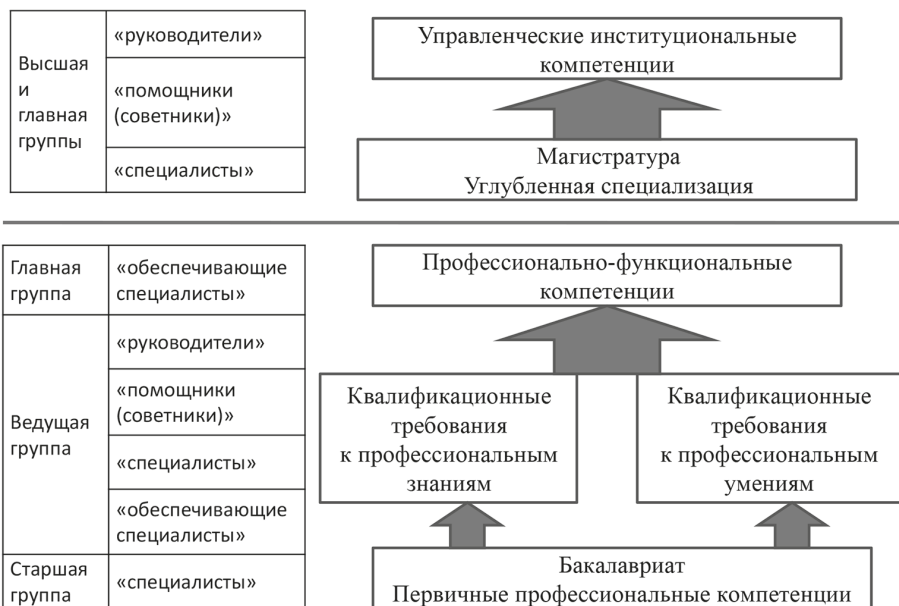 Высшая
и
главная
группы
«руководители»
«помощники
(советники)»
«специалисты»
Управленческие институциональные
компетенции
Магистратура
Углубленная специализация
Главная
группа
«обеспечивающие
специалисты»
Ведущая
группа
«руководители»
«помощники
(советники)»
«специалисты»
«обеспечивающие
специалисты»
Старшая
группа
«специалисты»
Профессионально-функциональные
компетенции
Квалификационные
требования
к профессиональным
знаниям
Квалификационные
требования
к профессиональным
умениям
Бакалавриат
Первичные профессиональные компетенции